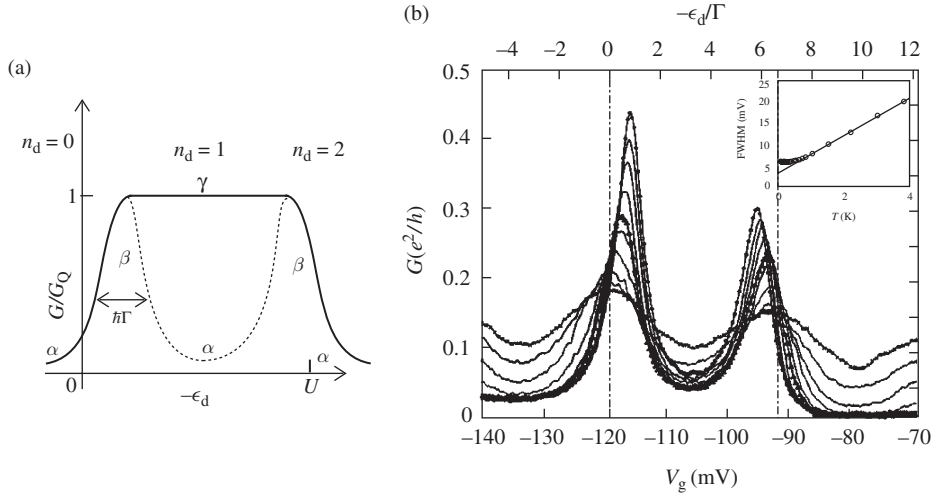 (a)
n_d = 0
n_d = 1
n_d = 2
γ
1
β
β
G/G_Q
ħΓ
α
α
α
0
−ϵ_d
U
(b)
−ϵ_d/Γ
−4 −2 0 2 4 6 8 10 12
0.5
0.4
0.3
0.2
0.1
0
G(e²/h)
−140 −130 −120 −110 −100 −90 −80 −70
V_g (mV)
25
20
15
10
5
0
FWHM (mV)
0 2 4
T (K)